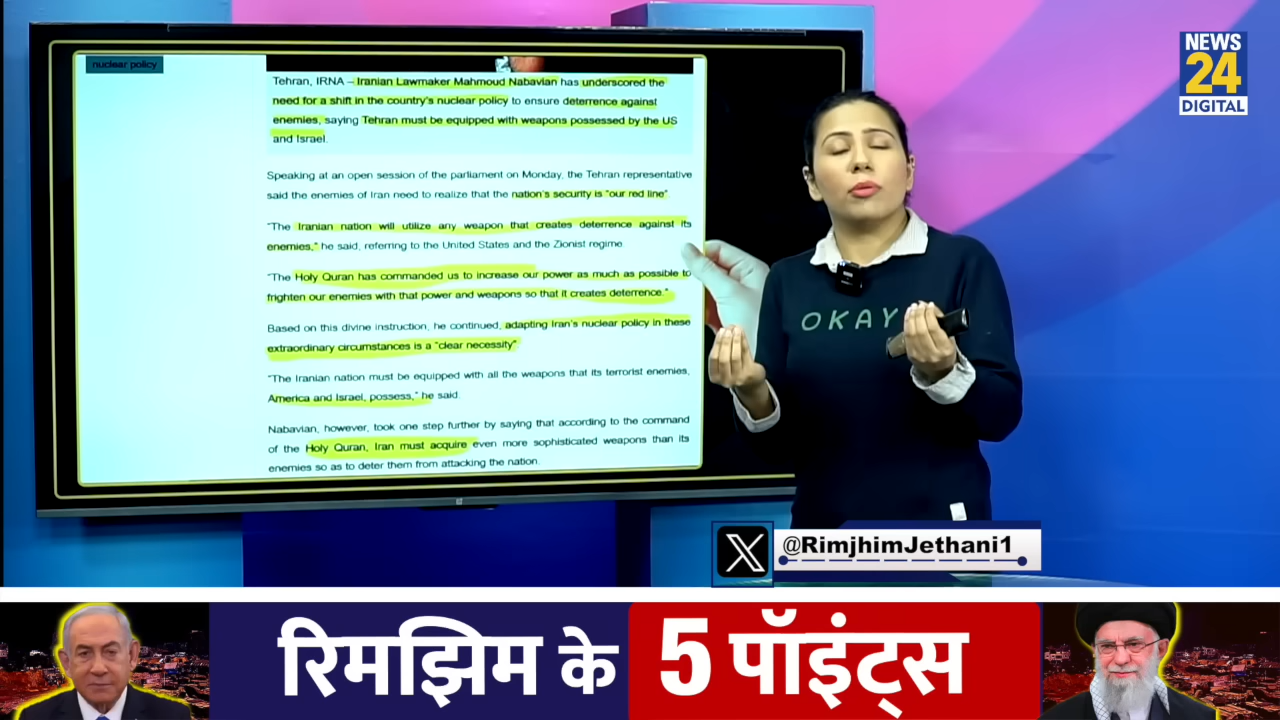 nuclear policy
Tehran, IRNA – Iranian Lawmaker Mahmoud Nabavian has underscored the
need for a shift in the country's nuclear policy to ensure deterrence against
enemies, saying Tehran must be equipped with weapons possessed by the US
and Israel.
Speaking at an open session of the parliament on Monday, the Tehran representative
said the enemies of Iran need to realize that the nation's security is "our red line".
"The Iranian nation will utilize any weapon that creates deterrence against its
enemies," he said, referring to the United States and the Zionist regime.
"The Holy Quran has commanded us to increase our power as much as possible to
frighten our enemies with that power and weapons so that it creates deterrence."
Based on this divine instruction, he continued, adapting Iran's nuclear policy in these
extraordinary circumstances is a "clear necessity"
"The Iranian nation must be equipped with all the weapons that its terrorist enemies,
America and Israel, possess," he said.
Nabavian, however, took one step further by saying that according to the command
of the Holy Quran, Iran must acquire even more sophisticated weapons than its
enemies so as to deter them from attacking the nation.
NEWS
24
DIGITAL
OKAY
@RimjhimJethani1
रिमझिम के 5 पॉइंट्स